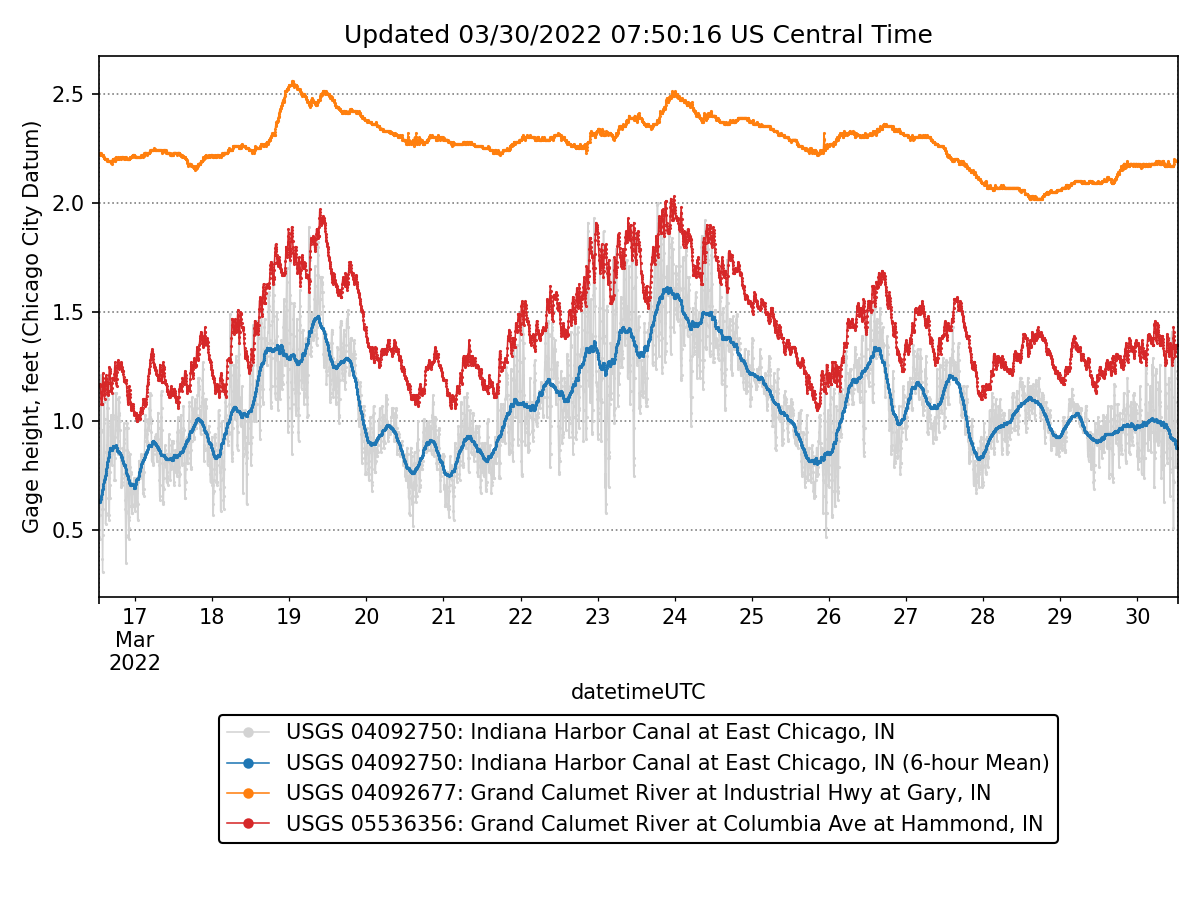 Updated 03/30/2022 07:50:16 US Central Time
Gage height, feet (Chicago City Datum)
2.5
2.0
1.5
1.0
0.5
17 18 19 20 21 22 23 24 25 26 27 28 29 30
Mar
2022
datetimeUTC
USGS 04092750: Indiana Harbor Canal at East Chicago, IN
USGS 04092750: Indiana Harbor Canal at East Chicago, IN (6-hour Mean)
USGS 04092677: Grand Calumet River at Industrial Hwy at Gary, IN
USGS 05536356: Grand Calumet River at Columbia Ave at Hammond, IN